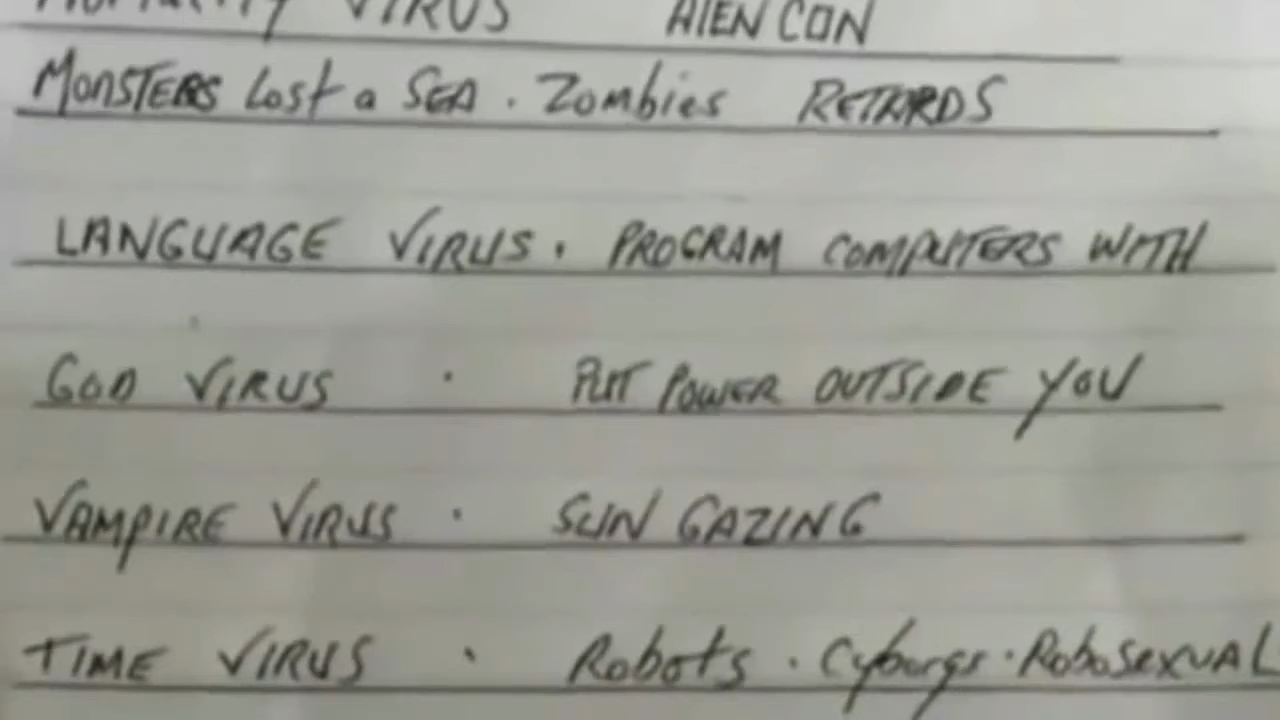 VIRUS AIEN CON
MONSTERS Lost a SEA . Zombies RETARDS
LANGUAGE VIRUS . PROGRAM COMPUTERS WITH
GOD VIRUS . PUT POWER OUTSIDE YOU
VAMPIRE VIRUS . SUN GAZING
TIME VIRUS . Robots . Cyborgs . ROBOSEXUAL